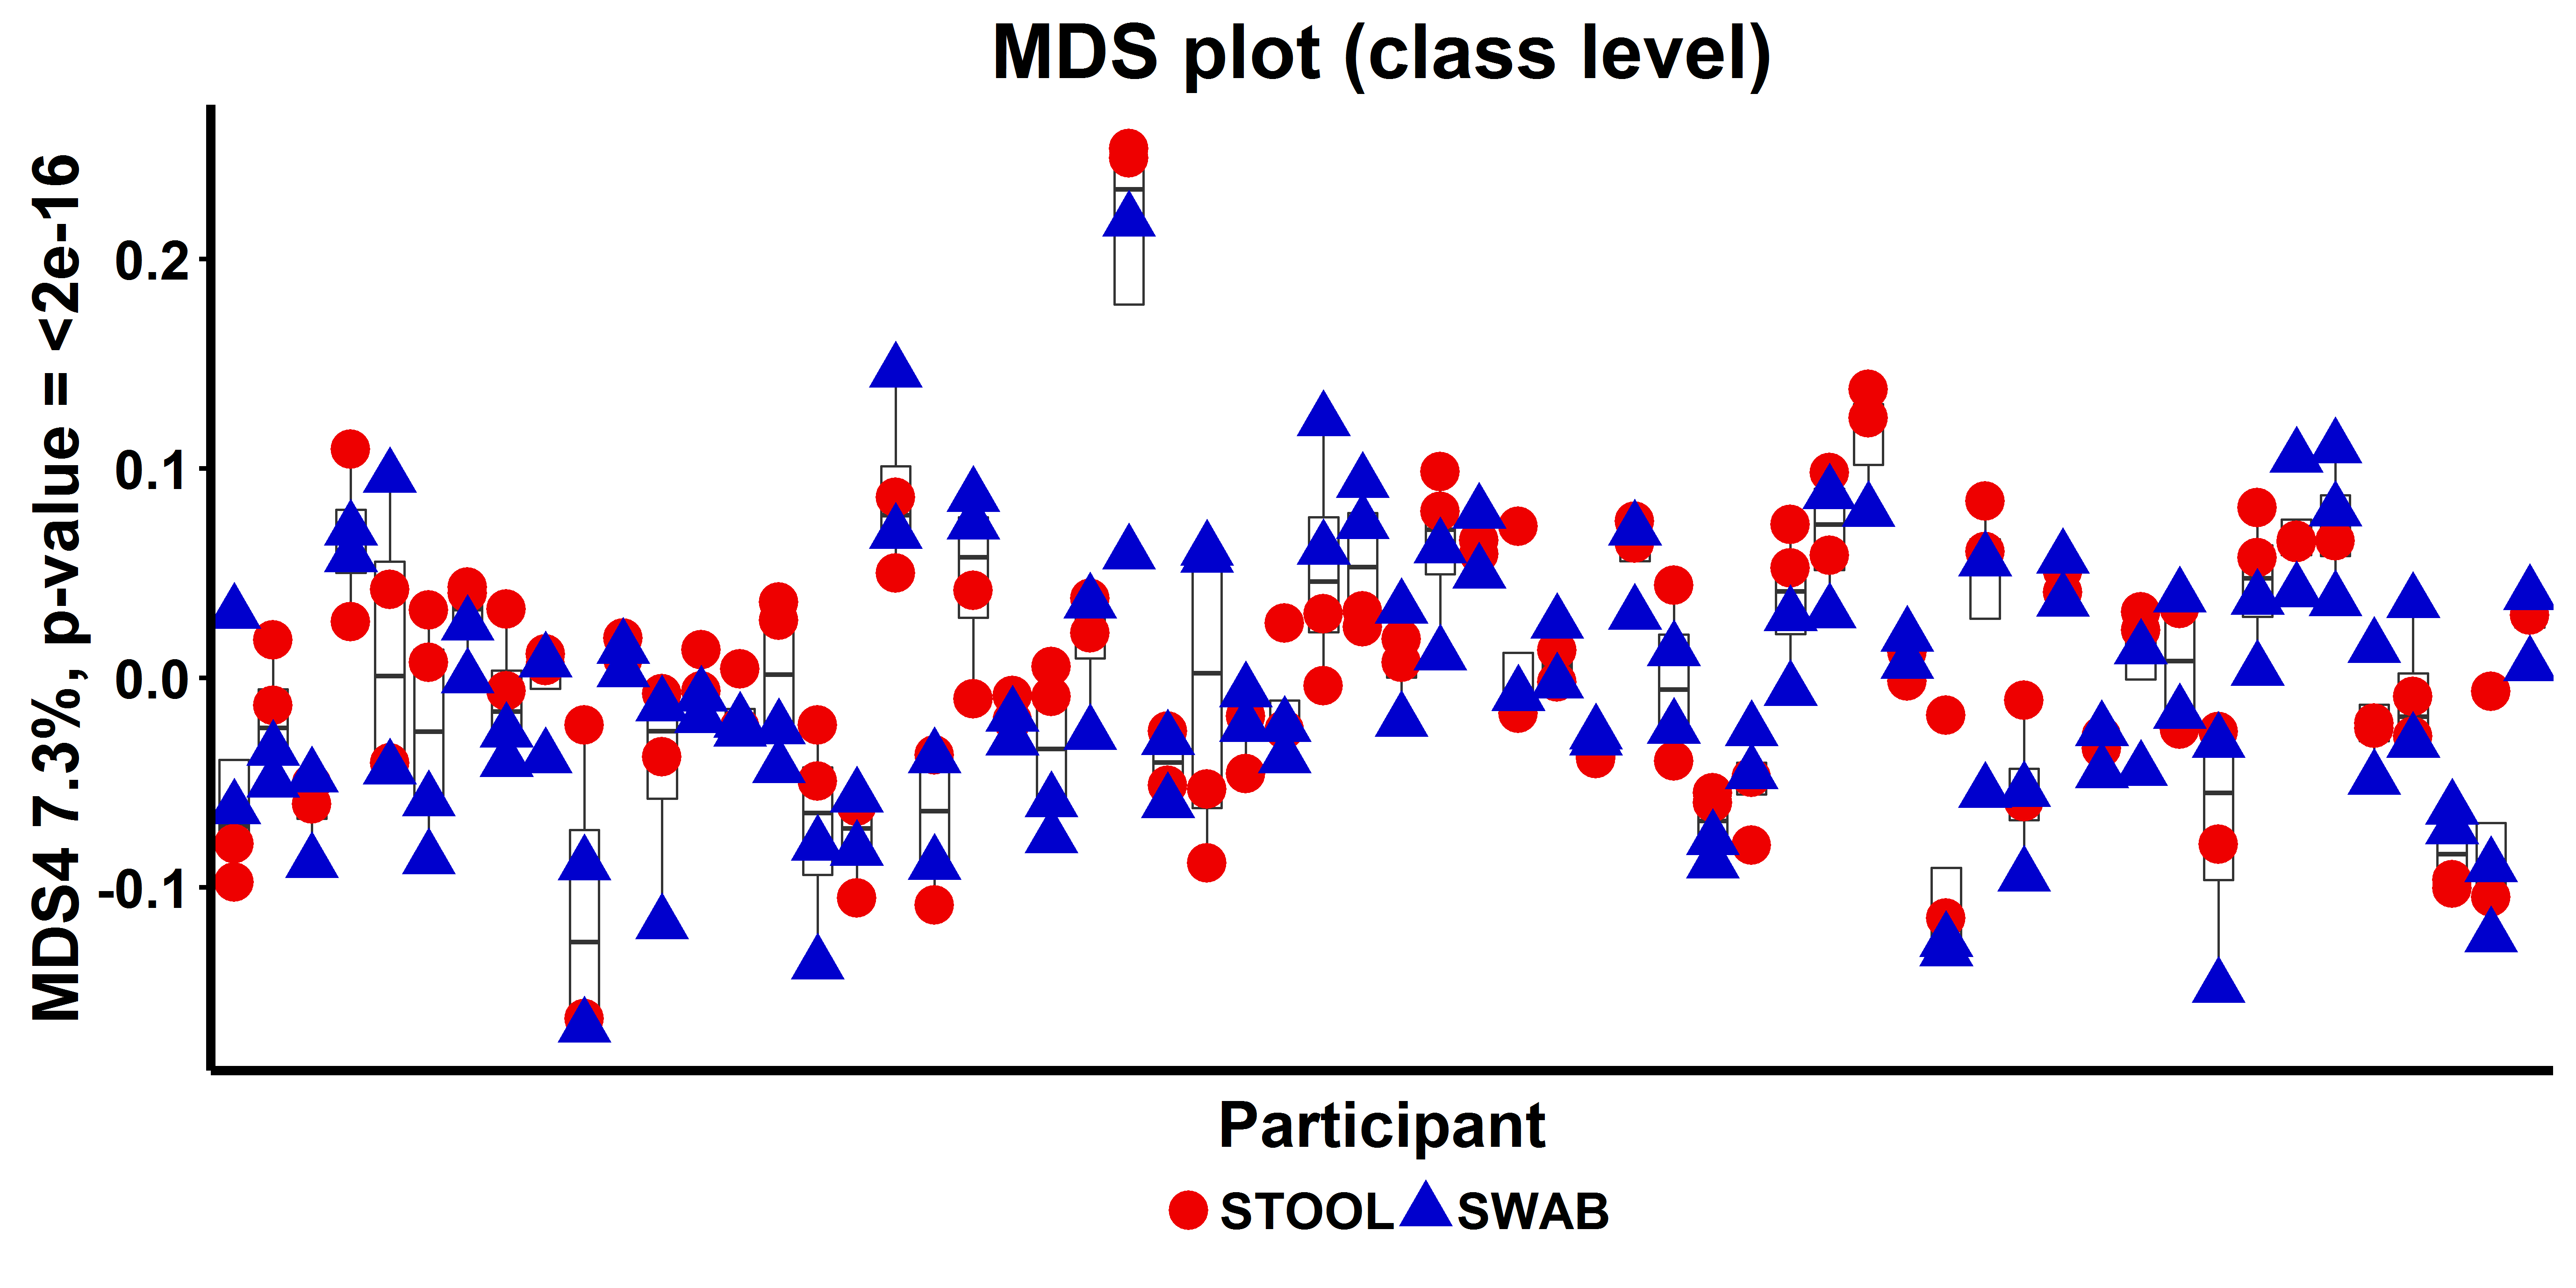 MDS plot (class level)
MDS4 7.3%, p-value = <2e-16
0.2
0.1
0.0
-0.1
Participant
STOOL SWAB